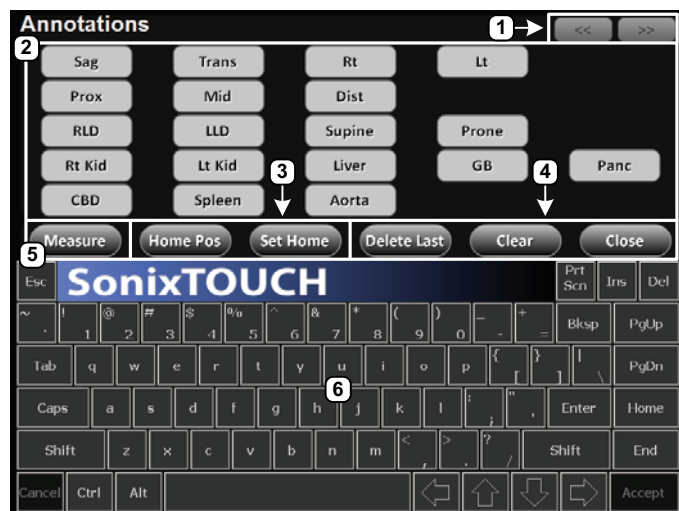 Annotations 1 << >>
2
Sag Trans Rt Lt
Prox Mid Dist
RLD LLD Supine Prone
Rt Kid Lt Kid Liver GB Panc
3 4
CBD Spleen Aorta
Measure Home Pos Set Home Delete Last Clear Close
5
Esc SonixTOUCH Prt Scn Ins Del
~ ` ! 1 @ 2 # 3 $ 4 % 5 ^ 6 & 7 * 8 ( 9 ) 0 _ - + = Bksp PgUp
Tab q w e r t y u i o p { [ } ] | \ PgDn
6
Caps a s d f g h j k l : ; " ' Enter Home
Shift z x c v b n m < , > . ? / Shift End
Cancel Ctrl Alt Accept